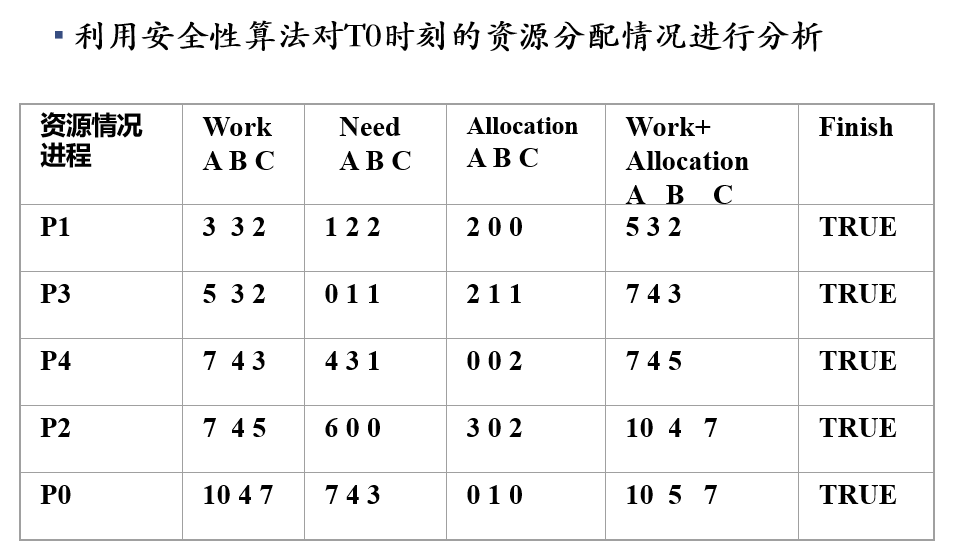 ▪ 利用安全性算法对T0时刻的资源分配情况进行分析
资源情况 Work Need Allocation Work+ Finish
进程 A B C A B C A B C Allocation
A B C
P1 3 3 2 1 2 2 2 0 0 5 3 2 TRUE
P3 5 3 2 0 1 1 2 1 1 7 4 3 TRUE
P4 7 4 3 4 3 1 0 0 2 7 4 5 TRUE
P2 7 4 5 6 0 0 3 0 2 10 4 7 TRUE
P0 10 4 7 7 4 3 0 1 0 10 5 7 TRUE